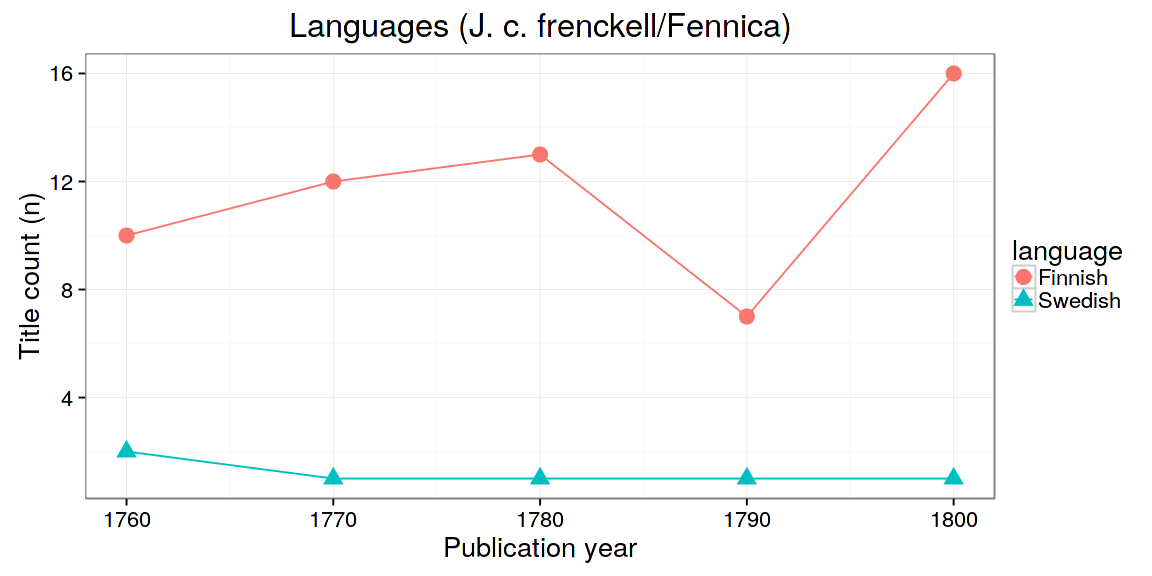 Languages (J. c. frenckell/Fennica)
16
12
8
4
Title count (n)
1760 1770 1780 1790 1800
Publication year
language
Finnish
Swedish